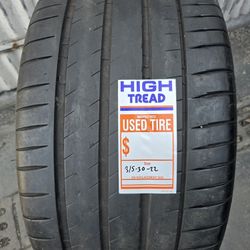 HIGH
TREAD
USED TIRE
$
315-30-22